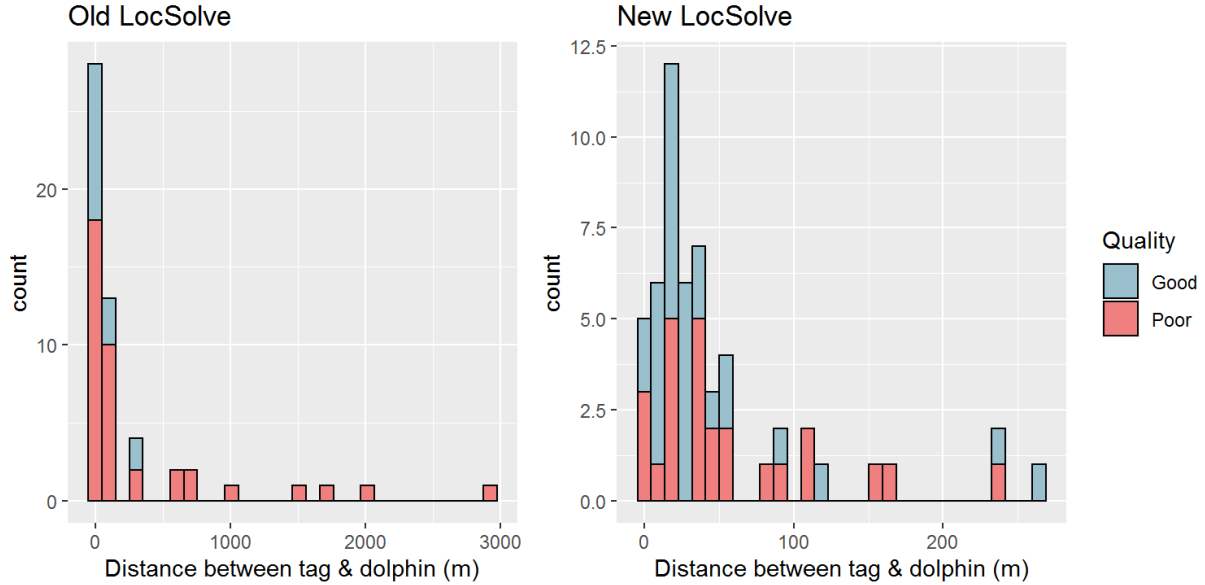 Old LocSolve
New LocSolve
count
20
10
0
0
1000
2000
3000
Distance between tag & dolphin (m)
count
12.5
10.0
7.5
5.0
2.5
0.0
0
100
200
Distance between tag & dolphin (m)
Quality
Good
Poor